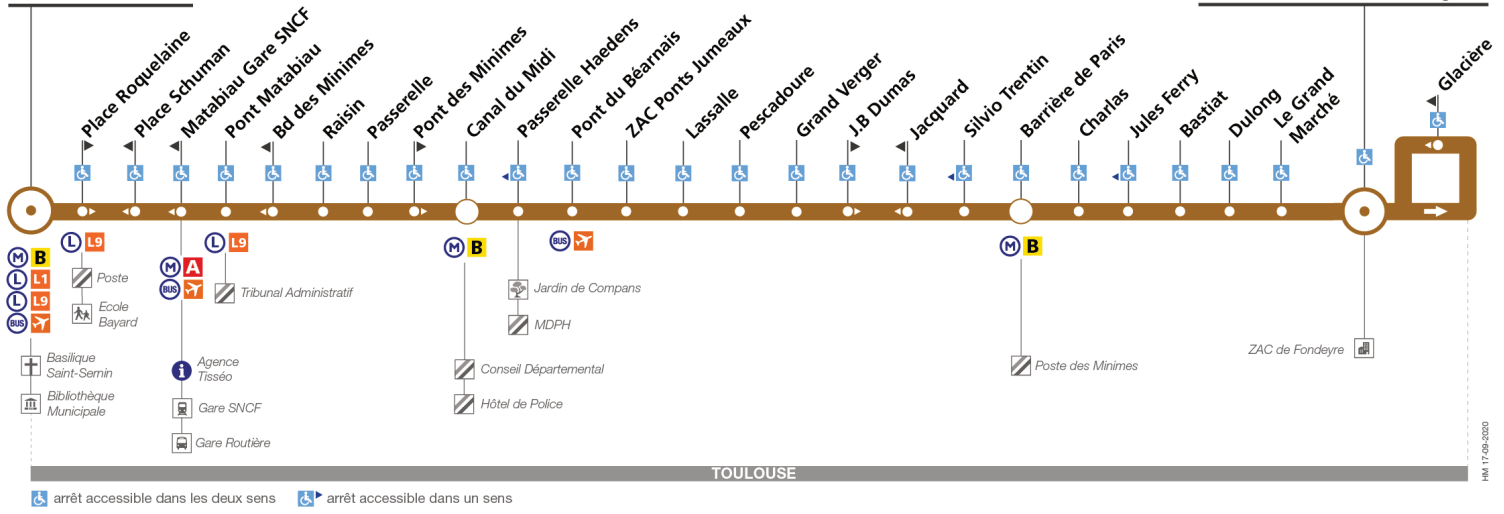 Place Roquelaine
Place Schuman
Matabiau Gare SNCF
Pont Matabiau
Bd des Minimes
Raisin
Passerelle
Pont des Minimes
Canal du Midi
Passerelle Haedens
Pont du Béarnais
ZAC Ponts Jumeaux
Lassalle
Pescadoure
Grand Verger
J.B Dumas
Jacquard
Silvio Trentin
Barrière de Paris
Charlas
Jules Ferry
Bastiat
Dulong
Le Grand
Marché
Glacière
M B
L L1
L L9
BUS
Basilique
Saint-Sernin
Bibliothèque
Municipale
L L9
Poste
Ecole
Bayard
M A
BUS
Agence
Tisséo
Gare SNCF
Gare Routière
L L9
Tribunal Administratif
M B
Conseil Départemental
Hôtel de Police
Jardin de Compans
MDPH
BUS
M B
Poste des Minimes
ZAC de Fondeyre
TOULOUSE
arrêt accessible dans les deux sens
arrêt accessible dans un sens
HM 17-09-2020